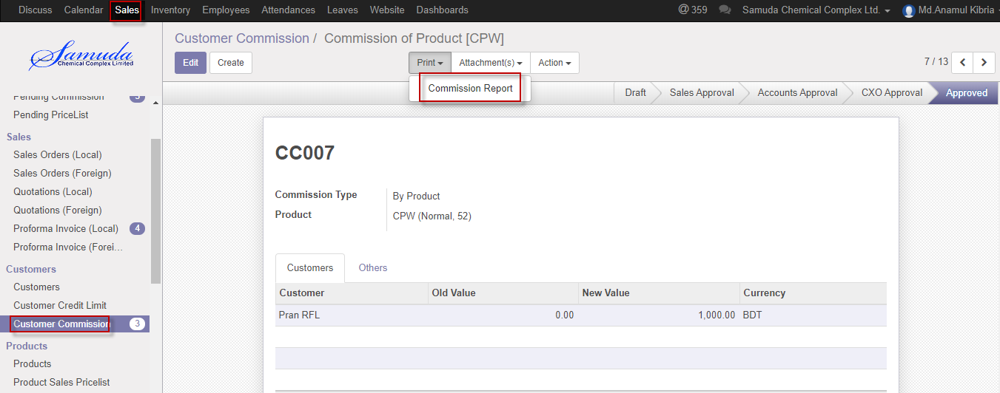 Discuss Calendar Sales Inventory Employees Attendances Leaves Website Dashboards @ 359 Samuda Chemical Complex Ltd. Md.Anamul Kibria
Samuda
Chemical Complex Limited
Customer Commission / Commission of Product [CPW]
Edit Create Print Attachment(s) Action 7 / 13
Commission Report
Draft Sales Approval Accounts Approval CXO Approval Approved
Pending Commission
Pending PriceList
Sales
Sales Orders (Local)
Sales Orders (Foreign)
Quotations (Local)
Quotations (Foreign)
Proforma Invoice (Local) 4
Proforma Invoice (Forei...
Customers
Customers
Customer Credit Limit
Customer Commission 3
Products
Products
Product Sales Pricelist
CC007
Commission Type By Product
Product CPW (Normal, 52)
Customers Others
Customer Old Value New Value Currency
Pran RFL 0.00 1,000.00 BDT